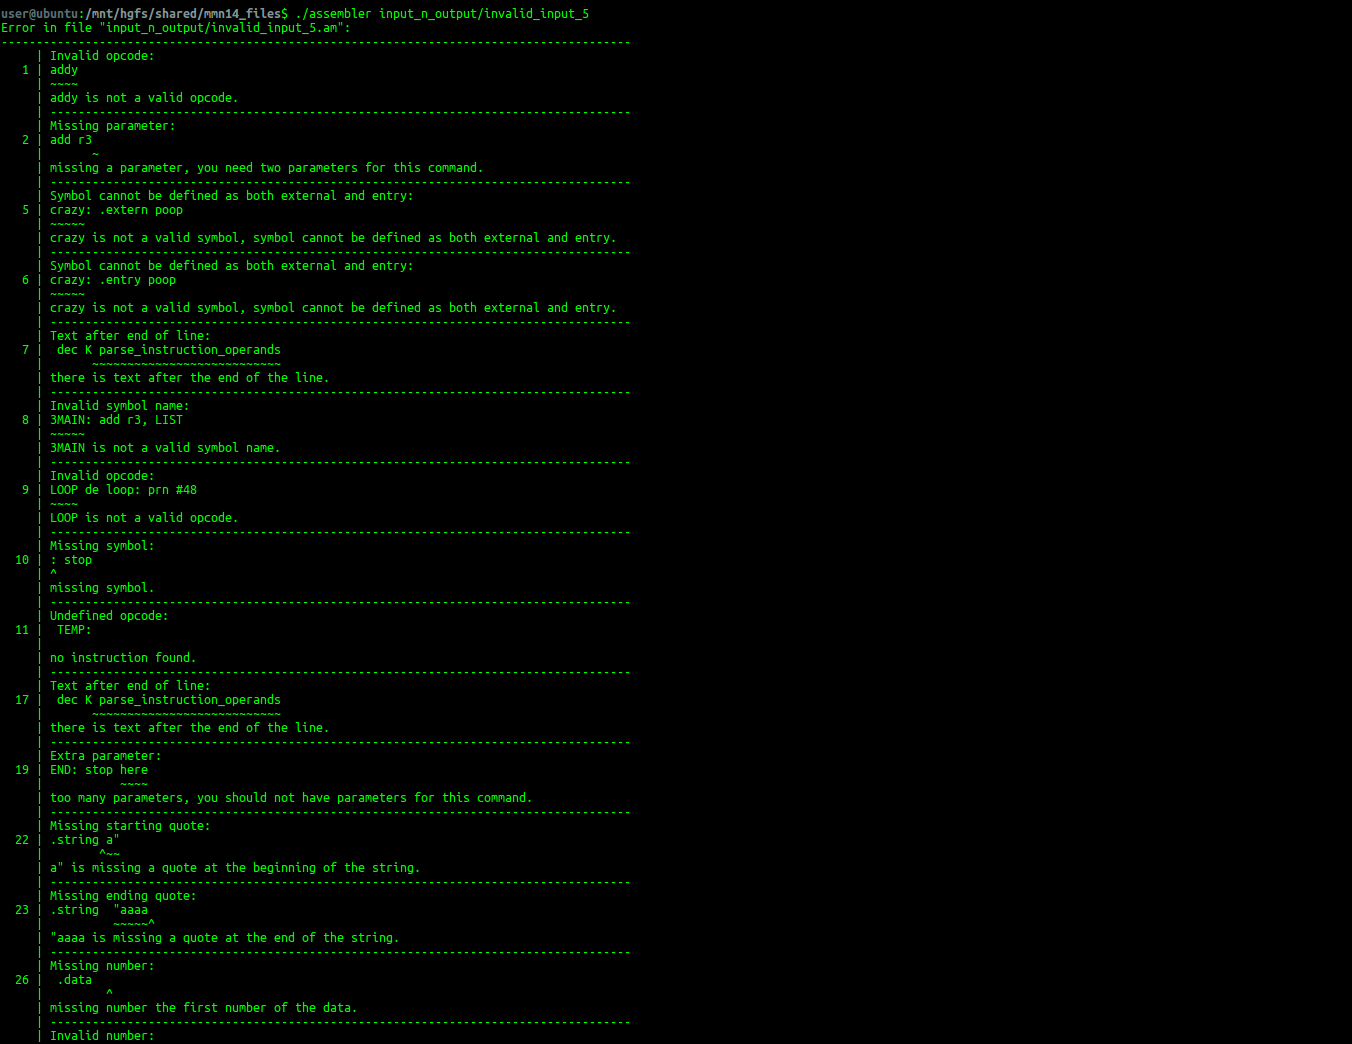 user@ubuntu:/mnt/hgfs/shared/mmn14_files$ ./assembler input_n_output/invalid_input_5
Error in file "input_n_output/invalid_input_5.am":
------------------------------------------------------------------------------------------
     | Invalid opcode:
   1 | addy
     | ~~~~
     | addy is not a valid opcode.
     | -----------------------------------------------------------------------------------
     | Missing parameter:
   2 | add r3
     |       ~
     | missing a parameter, you need two parameters for this command.
     | -----------------------------------------------------------------------------------
     | Symbol cannot be defined as both external and entry:
   5 | crazy: .extern poop
     | ~~~~~
     | crazy is not a valid symbol, symbol cannot be defined as both external and entry.
     | -----------------------------------------------------------------------------------
     | Symbol cannot be defined as both external and entry:
   6 | crazy: .entry poop
     | ~~~~~
     | crazy is not a valid symbol, symbol cannot be defined as both external and entry.
     | -----------------------------------------------------------------------------------
     | Text after end of line:
   7 |  dec K parse_instruction_operands
     |       ~~~~~~~~~~~~~~~~~~~~~~~~~~~
     | there is text after the end of the line.
     | -----------------------------------------------------------------------------------
     | Invalid symbol name:
   8 | 3MAIN: add r3, LIST
     | ~~~~~
     | 3MAIN is not a valid symbol name.
     | -----------------------------------------------------------------------------------
     | Invalid opcode:
   9 | LOOP de loop: prn #48
     | ~~~~
     | LOOP is not a valid opcode.
     | -----------------------------------------------------------------------------------
     | Missing symbol:
  10 | : stop
     | ^
     | missing symbol.
     | -----------------------------------------------------------------------------------
     | Undefined opcode:
  11 |  TEMP:
     |
     | no instruction found.
     | -----------------------------------------------------------------------------------
     | Text after end of line:
  17 |  dec K parse_instruction_operands
     |       ~~~~~~~~~~~~~~~~~~~~~~~~~~~
     | there is text after the end of the line.
     | -----------------------------------------------------------------------------------
     | Extra parameter:
  19 | END: stop here
     |           ~~~~
     | too many parameters, you should not have parameters for this command.
     | -----------------------------------------------------------------------------------
     | Missing starting quote:
  22 | .string a"
     |        ^~~
     | a" is missing a quote at the beginning of the string.
     | -----------------------------------------------------------------------------------
     | Missing ending quote:
  23 | .string  "aaaa
     |          ~~~~~^
     | "aaaa is missing a quote at the end of the string.
     | -----------------------------------------------------------------------------------
     | Missing number:
  26 |  .data
     |         ^
     | missing number the first number of the data.
     | -----------------------------------------------------------------------------------
     | Invalid number: